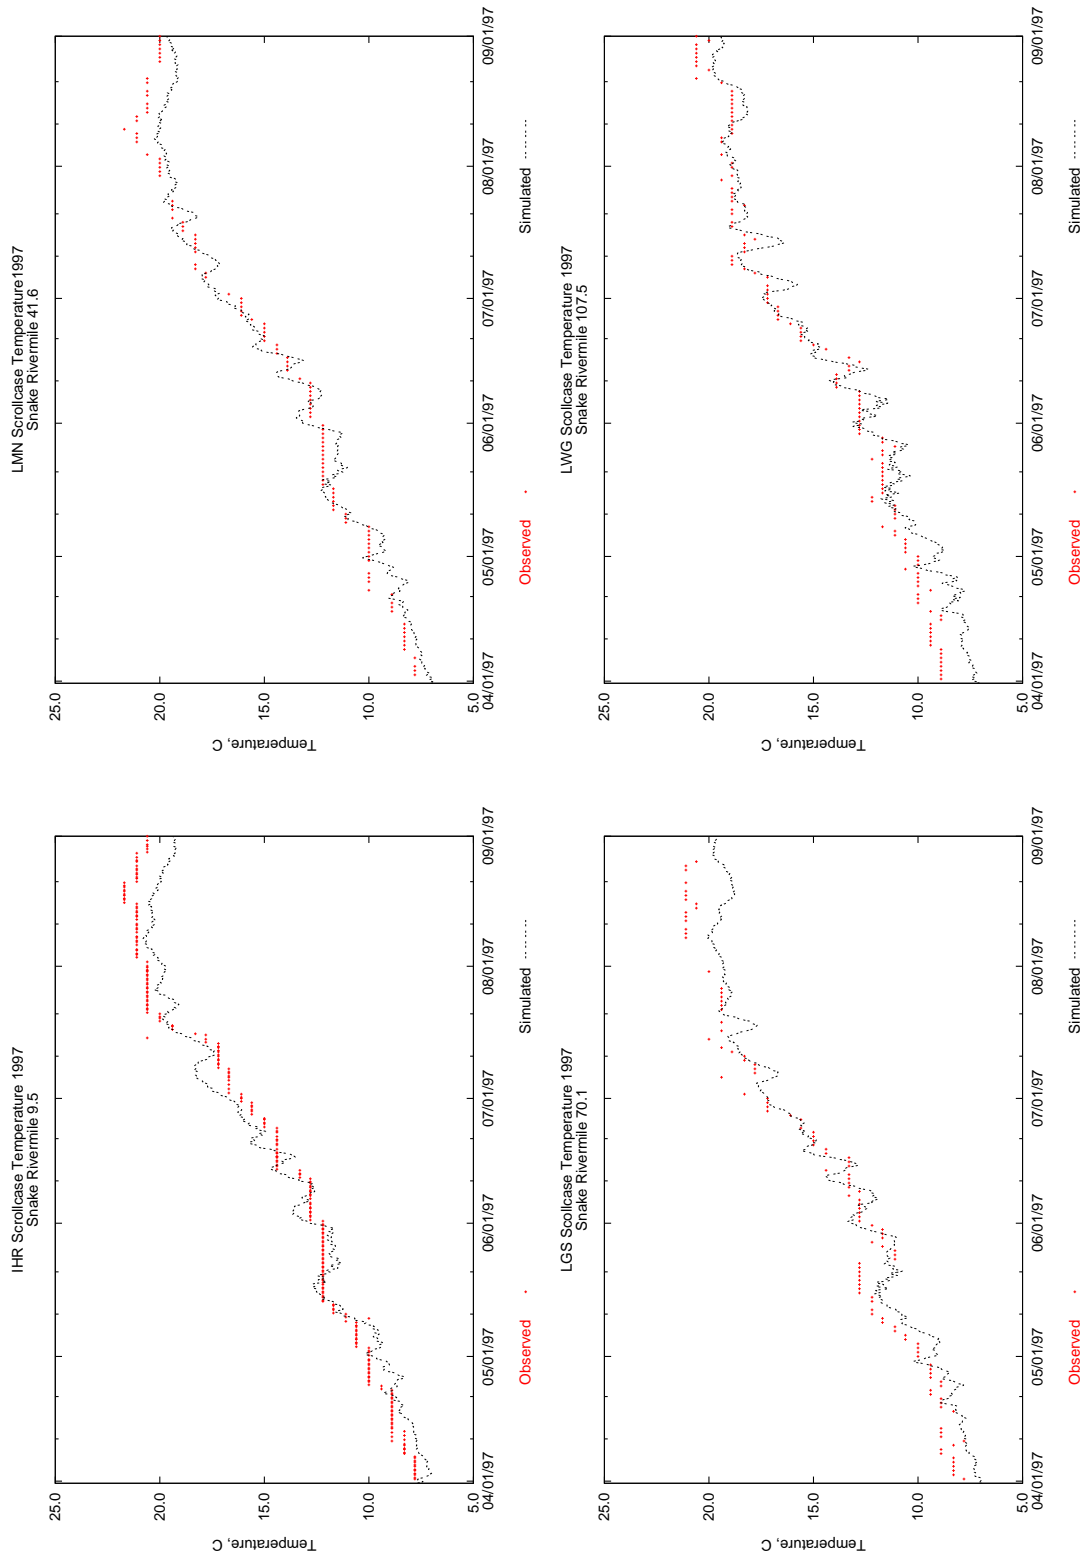 IHR Scrollcase Temperature 1997
Snake Rivermile 9.5
25.0
20.0
15.0
10.0
5.0
Temperature, C
04/01/97 05/01/97 06/01/97 07/01/97 08/01/97 09/01/97
Observed Simulated
LMN Scrollcase Temperature1997
Snake Rivermile 41.6
25.0
20.0
15.0
10.0
5.0
Temperature, C
04/01/97 05/01/97 06/01/97 07/01/97 08/01/97 09/01/97
Observed Simulated
LGS Scollcase Temperature 1997
Snake Rivermile 70.1
25.0
20.0
15.0
10.0
5.0
Temperature, C
04/01/97 05/01/97 06/01/97 07/01/97 08/01/97 09/01/97
Observed Simulated
LWG Scollcase Temperature 1997
Snake Rivermile 107.5
25.0
20.0
15.0
10.0
5.0
Temperature, C
04/01/97 05/01/97 06/01/97 07/01/97 08/01/97 09/01/97
Observed Simulated